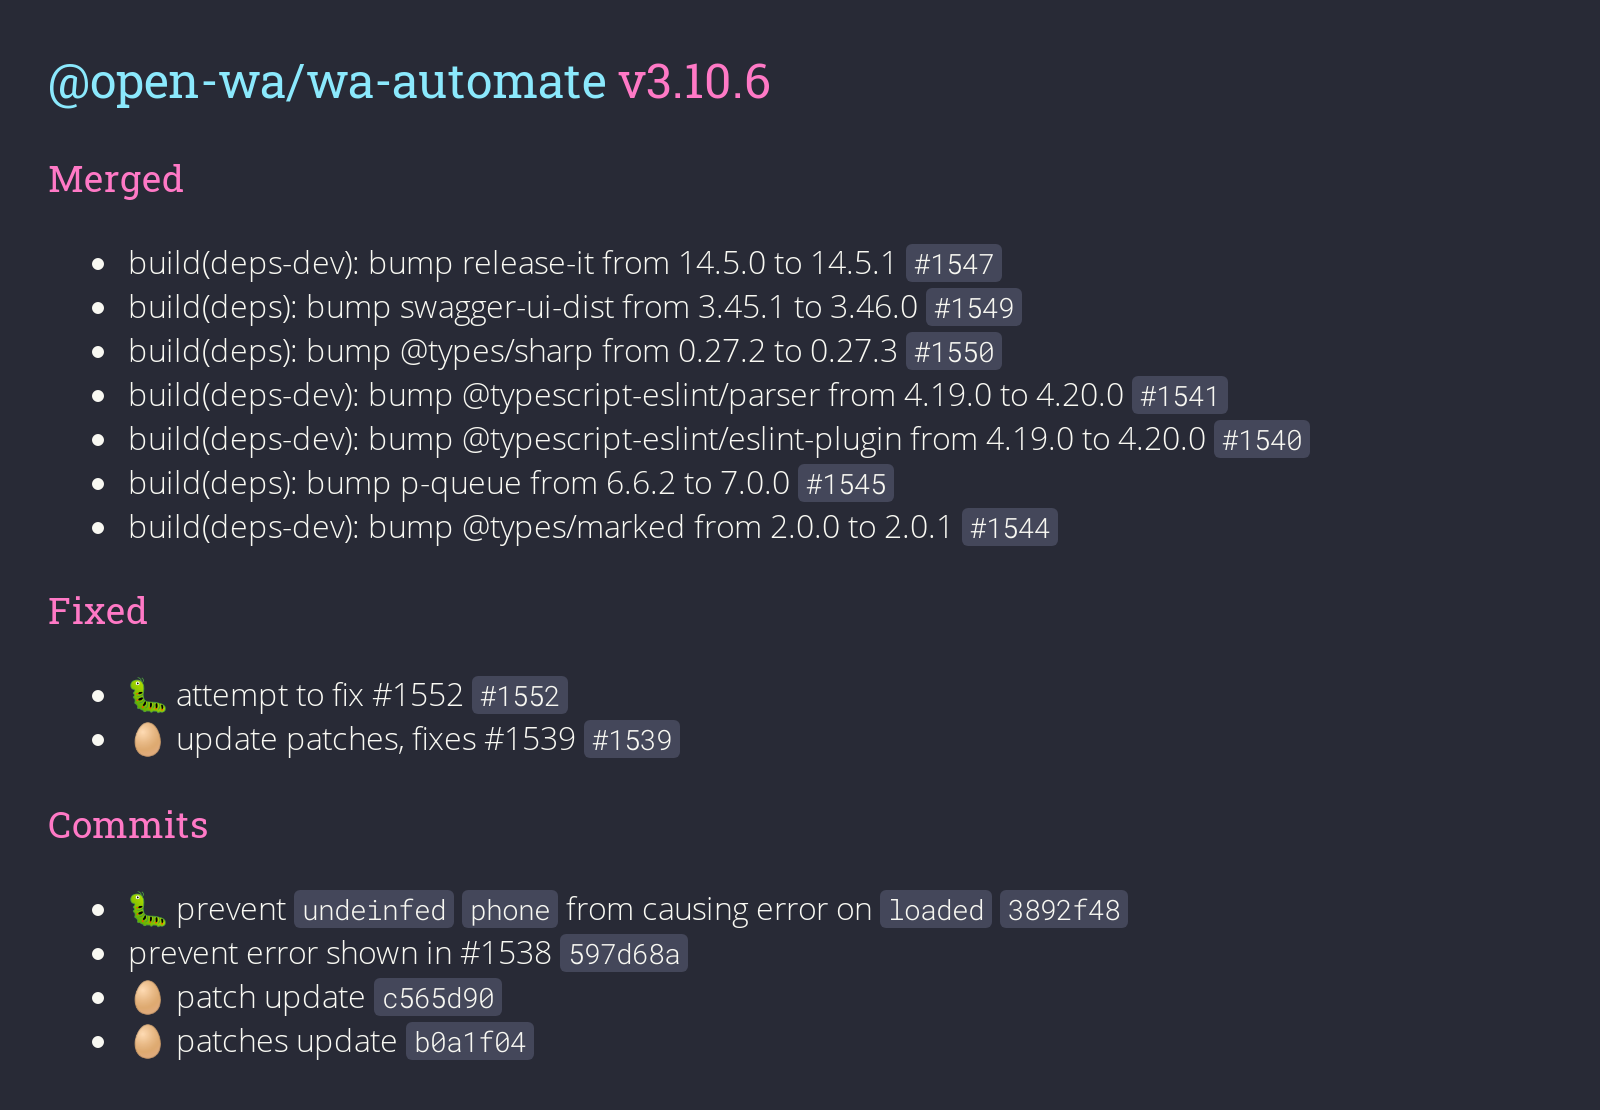 @open-wa/wa-automate v3.10.6
Merged
build(deps-dev): bump release-it from 14.5.0 to 14.5.1 #1547
build(deps): bump swagger-ui-dist from 3.45.1 to 3.46.0 #1549
build(deps): bump @types/sharp from 0.27.2 to 0.27.3 #1550
build(deps-dev): bump @typescript-eslint/parser from 4.19.0 to 4.20.0 #1541
build(deps-dev): bump @typescript-eslint/eslint-plugin from 4.19.0 to 4.20.0 #1540
build(deps): bump p-queue from 6.6.2 to 7.0.0 #1545
build(deps-dev): bump @types/marked from 2.0.0 to 2.0.1 #1544
Fixed
🐛 attempt to fix #1552 #1552
🥚 update patches, fixes #1539 #1539
Commits
🐛 prevent undeinfed phone from causing error on loaded 3892f48
prevent error shown in #1538 597d68a
🥚 patch update c565d90
🥚 patches update b0a1f04